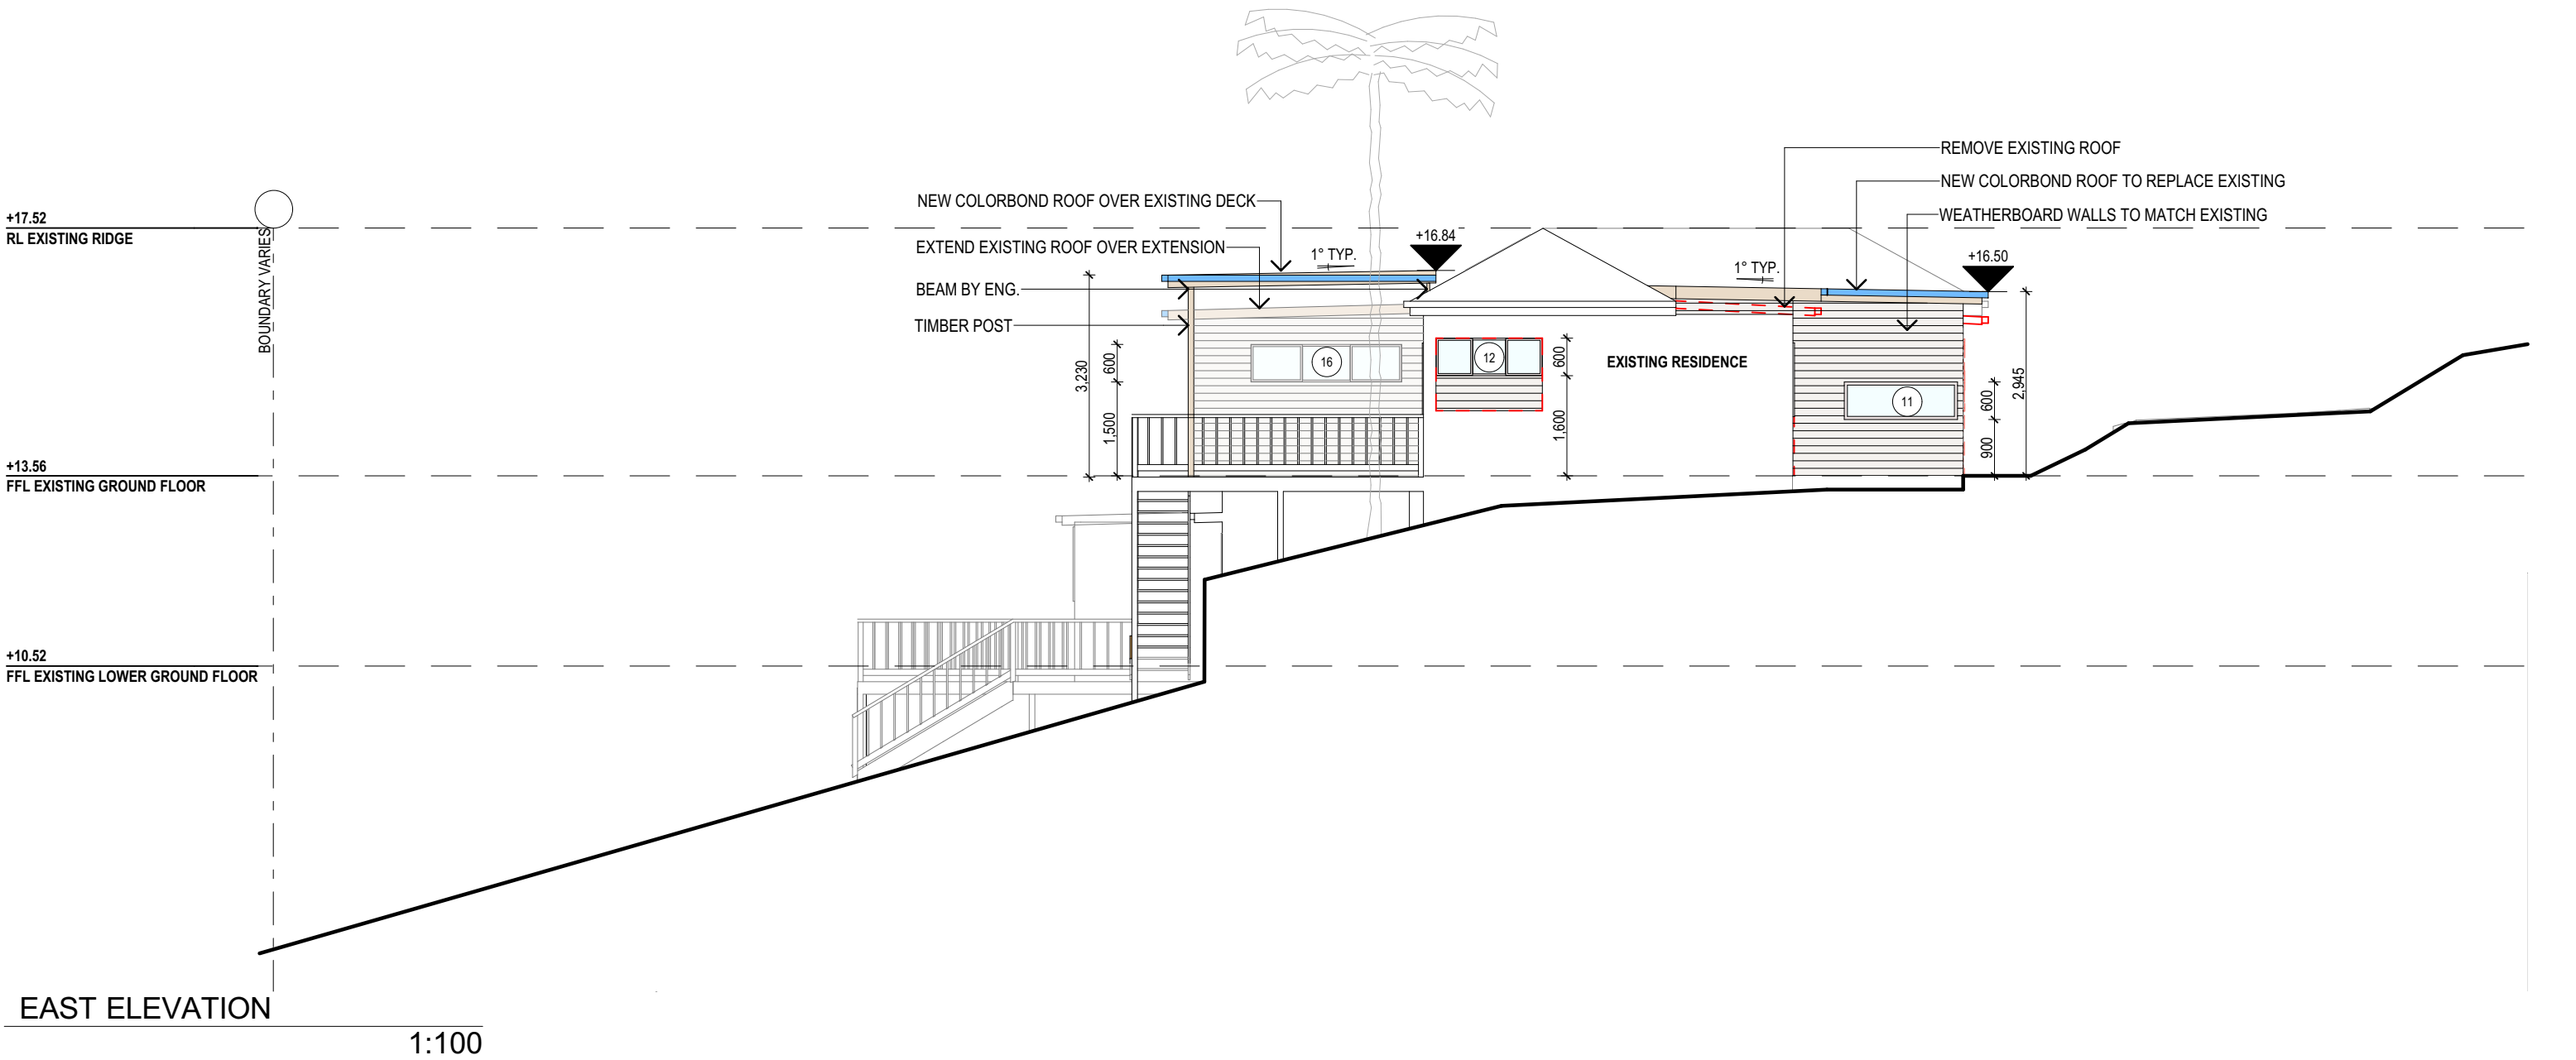 REMOVE EXISTING ROOF
NEW COLORBOND ROOF TO REPLACE EXISTING
NEW COLORBOND ROOF OVER EXISTING DECK
WEATHERBOARD WALLS TO MATCH EXISTING
+17.52
RL EXISTING RIDGE
BOUNDARY VARIES
EXTEND EXISTING ROOF OVER EXTENSION
1° TYP.
+16.84
+16.50
1° TYP.
BEAM BY ENG.
TIMBER POST
3,230
600
1,500
16
12
600
1,600
EXISTING RESIDENCE
11
600
900
2,945
+13.56
FFL EXISTING GROUND FLOOR
+10.52
FFL EXISTING LOWER GROUND FLOOR
EAST ELEVATION
1:100